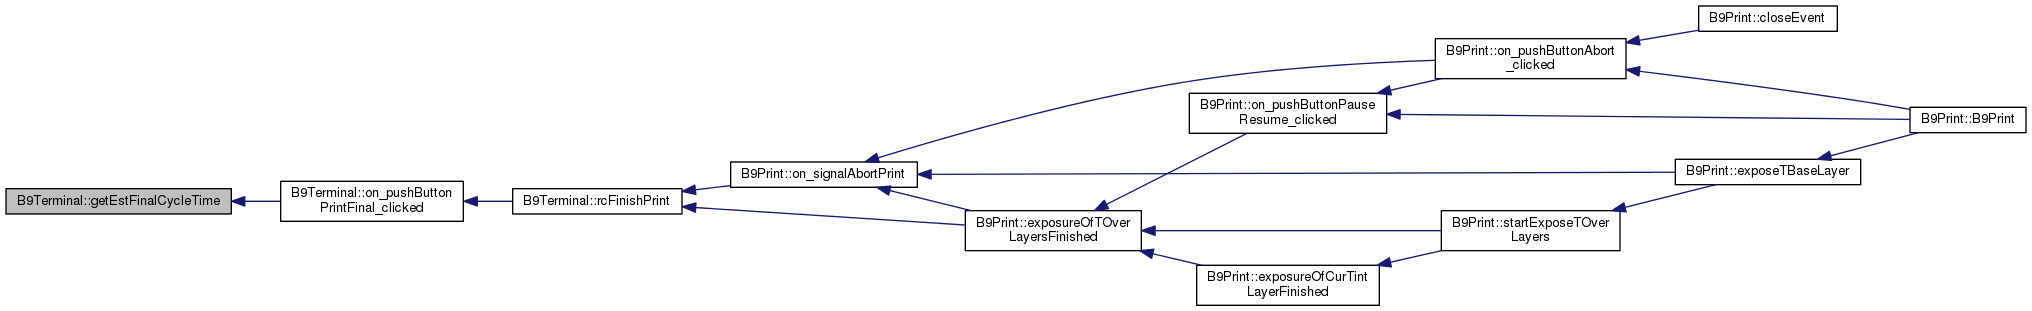 B9Terminal::getEstFinalCycleTime
B9Terminal::on_pushButton
PrintFinal_clicked
B9Terminal::rcFinishPrint
B9Print::on_signalAbortPrint
B9Print::exposureOfTOver
LayersFinished
B9Print::on_pushButtonPause
Resume_clicked
B9Print::exposureOfCurTint
LayerFinished
B9Print::on_pushButtonAbort
_clicked
B9Print::startExposeTOver
Layers
B9Print::closeEvent
B9Print::exposeTBaseLayer
B9Print::B9Print